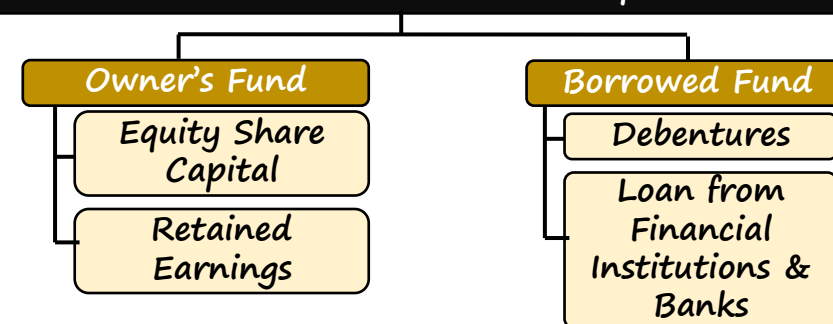 Owner’s Fund
Equity Share
Capital
Retained
Earnings
Borrowed Fund
Debentures
Loan from
Financial
Institutions &
Banks